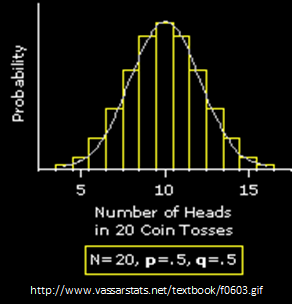 Probability
5 10 15
Number of Heads
in 20 Coin Tosses
N=20, p=.5, q=.5
http://www.vassarstats.net/textbook/f0603.gif